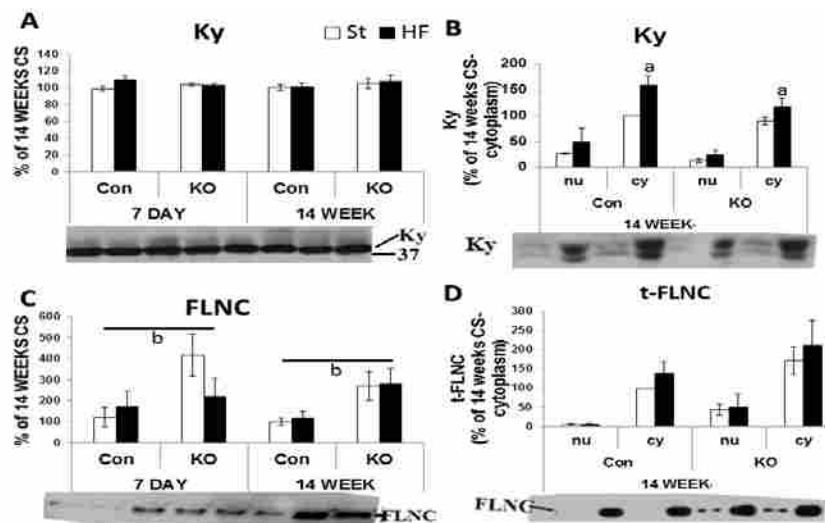 A
Ky
St HF
% of 14 WEEKS CS
140
120
100
80
60
40
20
0
Con KO Con KO
7 DAY 14 WEEK
Ky
37
B
Ky
Ky
(% of 14 weeks CS-
cytoplasm)
200
150
100
50
0
a a
nu cy nu cy
Con KO
14 WEEK
Ky
C
FLNC
% of 14 WEEKS CS
600
500
400
300
200
100
0
b b
Con KO Con KO
7 DAY 14 WEEK
FLNC
D
t-FLNC
t-FLNC
(% of 14 weeks CS-
cytoplasm)
300
250
200
150
100
50
0
nu cy nu cy
Con KO
14 WEEK
FLNC